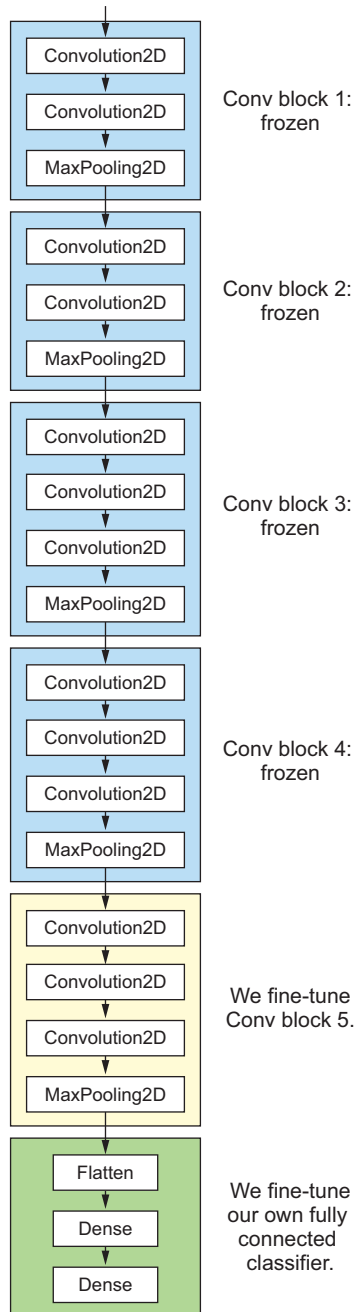 Convolution2D
Convolution2D
MaxPooling2D
Conv block 1:
frozen
Convolution2D
Convolution2D
MaxPooling2D
Conv block 2:
frozen
Convolution2D
Convolution2D
Convolution2D
MaxPooling2D
Conv block 3:
frozen
Convolution2D
Convolution2D
Convolution2D
MaxPooling2D
Conv block 4:
frozen
Convolution2D
Convolution2D
Convolution2D
MaxPooling2D
We fine-tune
Conv block 5.
Flatten
Dense
Dense
We fine-tune
our own fully
connected
classifier.